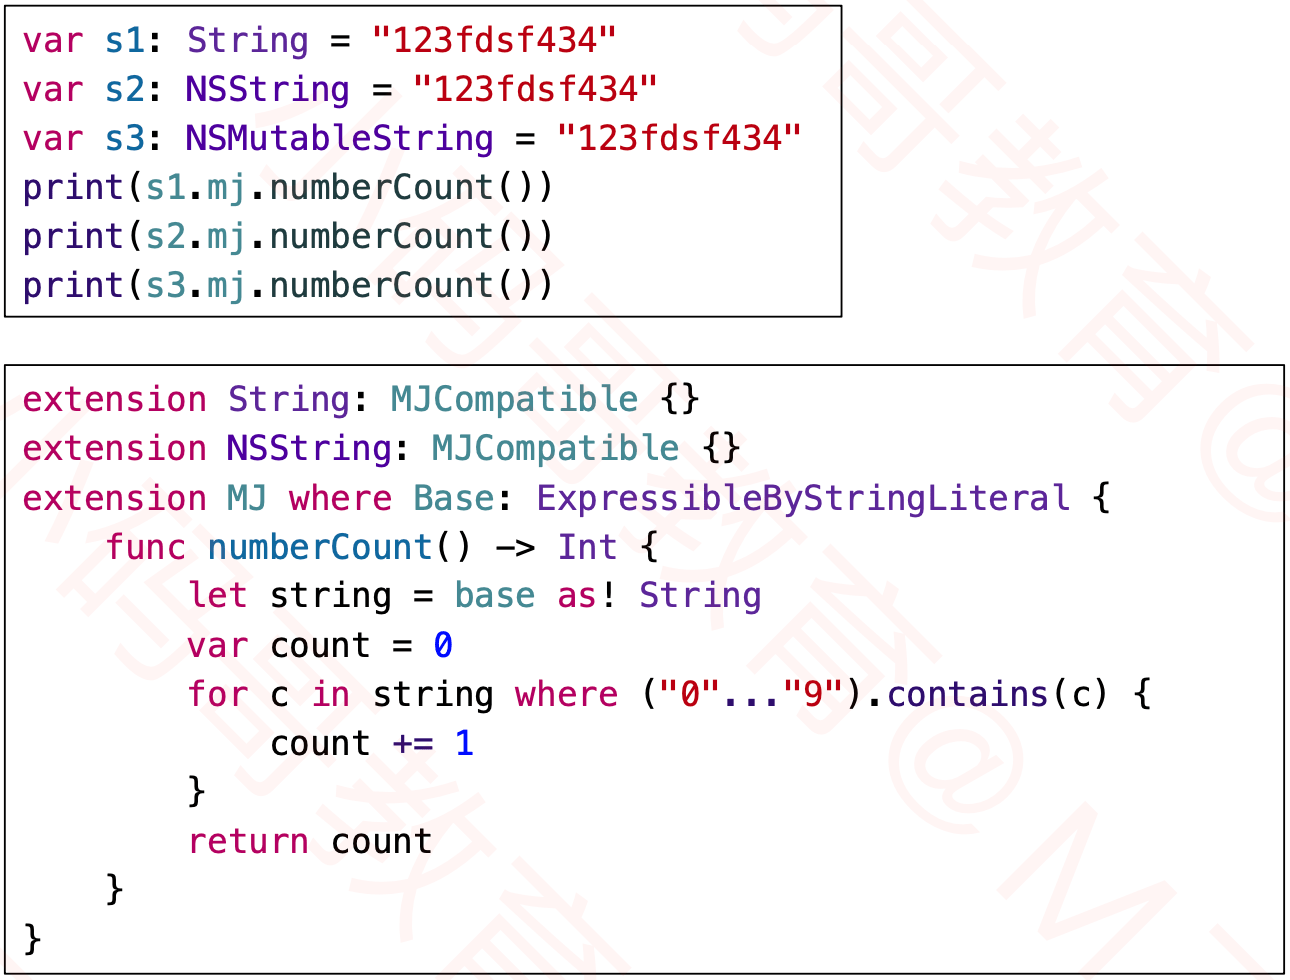 var s1: String = "123fdsf434"
var s2: NSString = "123fdsf434"
var s3: NSMutableString = "123fdsf434"
print(s1.mj.numberCount())
print(s2.mj.numberCount())
print(s3.mj.numberCount())
extension String: MJCompatible {}
extension NSString: MJCompatible {}
extension MJ where Base: ExpressibleByStringLiteral {
    func numberCount() -> Int {
        let string = base as! String
        var count = 0
        for c in string where ("0"..."9").contains(c) {
            count += 1
        }
        return count
    }
}